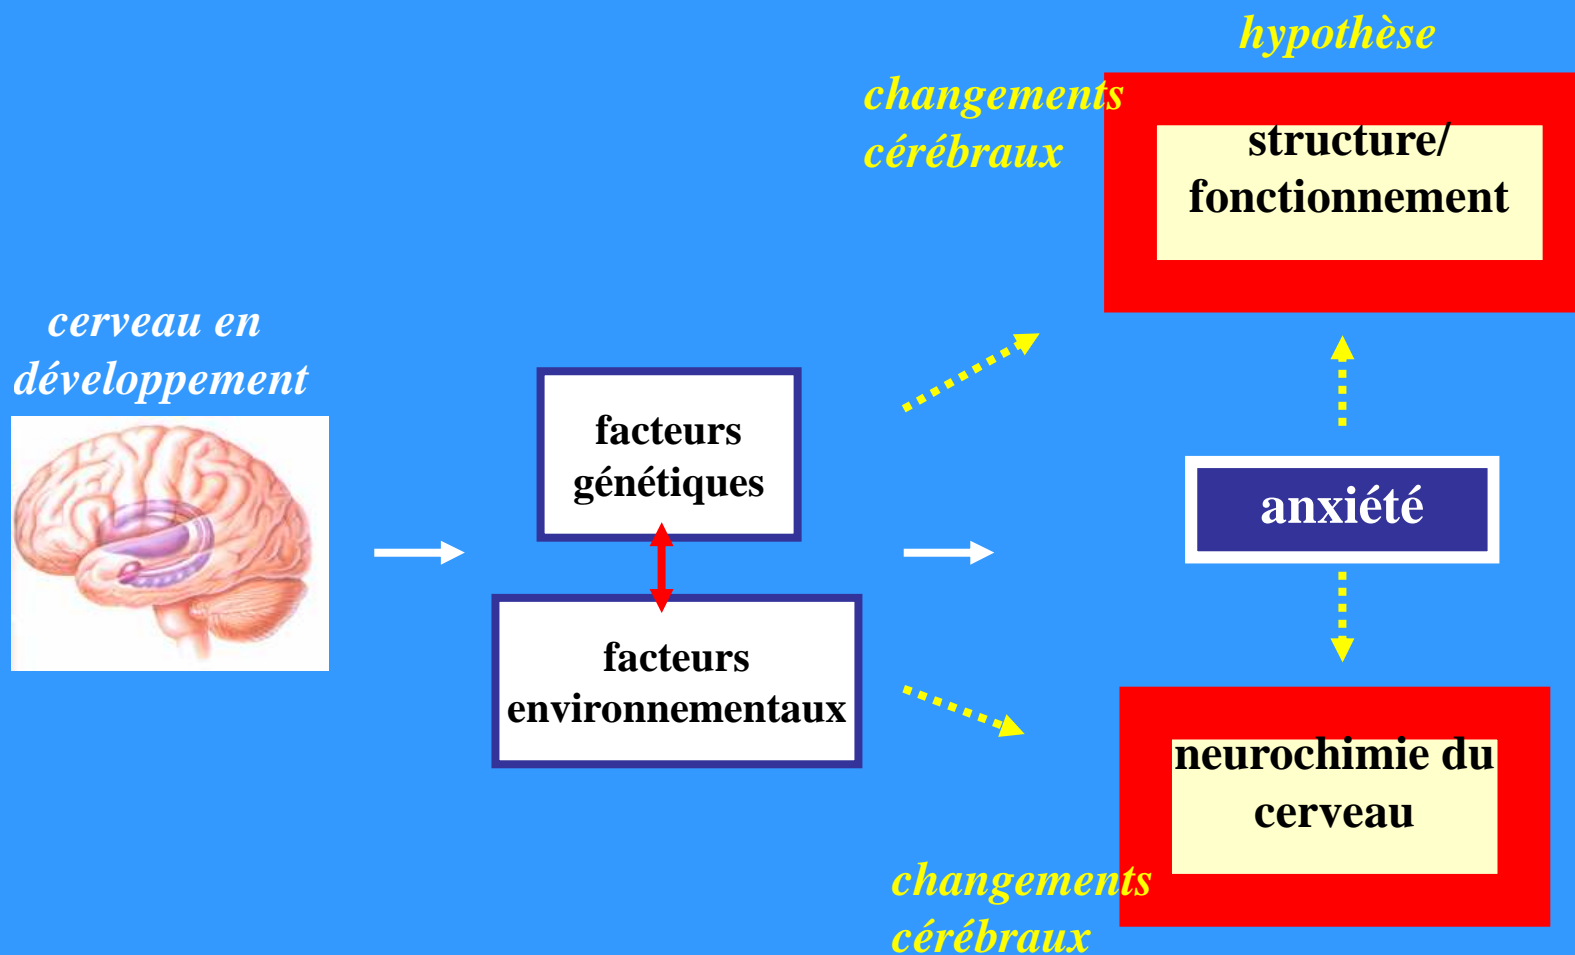 hypothèse
changements
cérébraux
structure/
fonctionnement
cerveau en
développement
facteurs
génétiques
anxiété
facteurs
environnementaux
neurochimie du
cerveau
changements
cérébraux